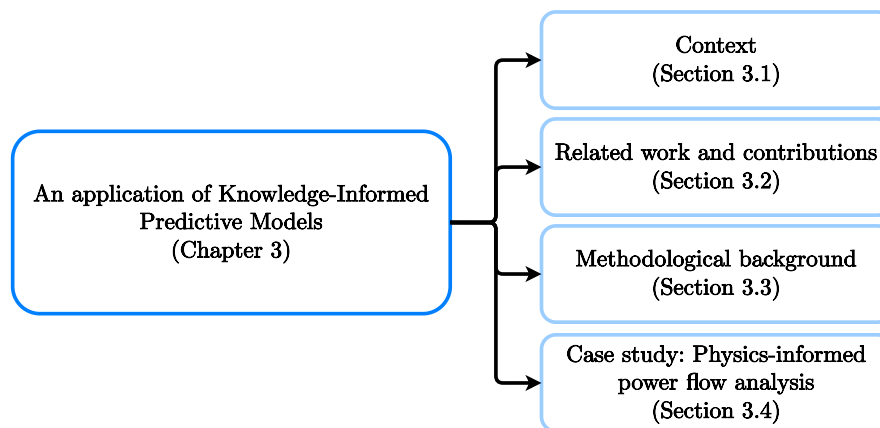 An application of Knowledge-Informed
Predictive Models
(Chapter 3)
Context
(Section 3.1)
Related work and contributions
(Section 3.2)
Methodological background
(Section 3.3)
Case study: Physics-informed
power flow analysis
(Section 3.4)